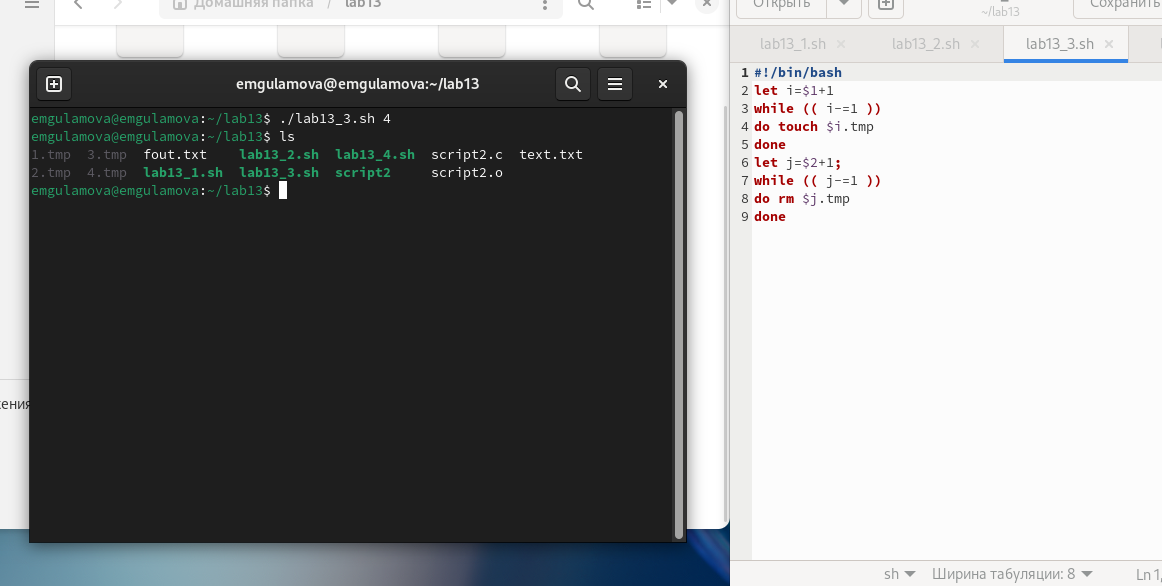 Домашняя папка / lab13
Открыть
~/lab13
Сохранить
lab13_1.sh × lab13_2.sh × lab13_3.sh ×
emgulamova@emgulamova:~/lab13
emgulamova@emgulamova:~/lab13$ ./lab13_3.sh 4
emgulamova@emgulamova:~/lab13$ ls
1.tmp 3.tmp fout.txt lab13_2.sh lab13_4.sh script2.c text.txt
2.tmp 4.tmp lab13_1.sh lab13_3.sh script2 script2.o
emgulamova@emgulamova:~/lab13$
1 #!/bin/bash
2 let i=$1+1
3 while (( i-=1 ))
4 do touch $i.tmp
5 done
6 let j=$2+1;
7 while (( j-=1 ))
8 do rm $j.tmp
9 done
sh Ширина табуляции: 8 Ln 1